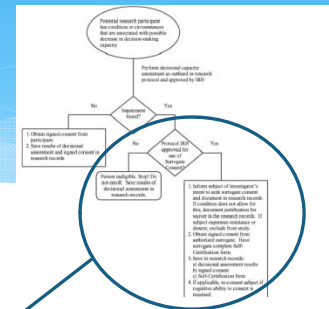 Potential research participant
has condition or circumstances
that are associated with possible
decrease in decision-making
capacity
Perform decisional capacity
assessment as outlined in research
protocol and approved by IRB
No
Impairment
found?
Yes
1. Obtain signed consent from
participant
2. Save results of decisional
assessment and signed consent in
research records
No
Protocol IRB
approved for
use of
Surrogate
Consent?
Yes
Person ineligible. Stop! Do
not enroll. Save results of
decisional assessment in
research records.
1. Inform subject of investigator's
intent to seek surrogate consent
and document in research records.
If condition does not allow for
this, document justification for
waiver in the research records. If
subject expresses resistance or
dissent, exclude from study.
2. Obtain signed consent from
authorized surrogate. Have
surrogate complete Self-
Certification form.
3. Save in research records:
a) decisional assessment results
b) signed consent
c) Self-Certification form
4. If applicable, re-consent subject if
cognitive ability to consent is
regained.